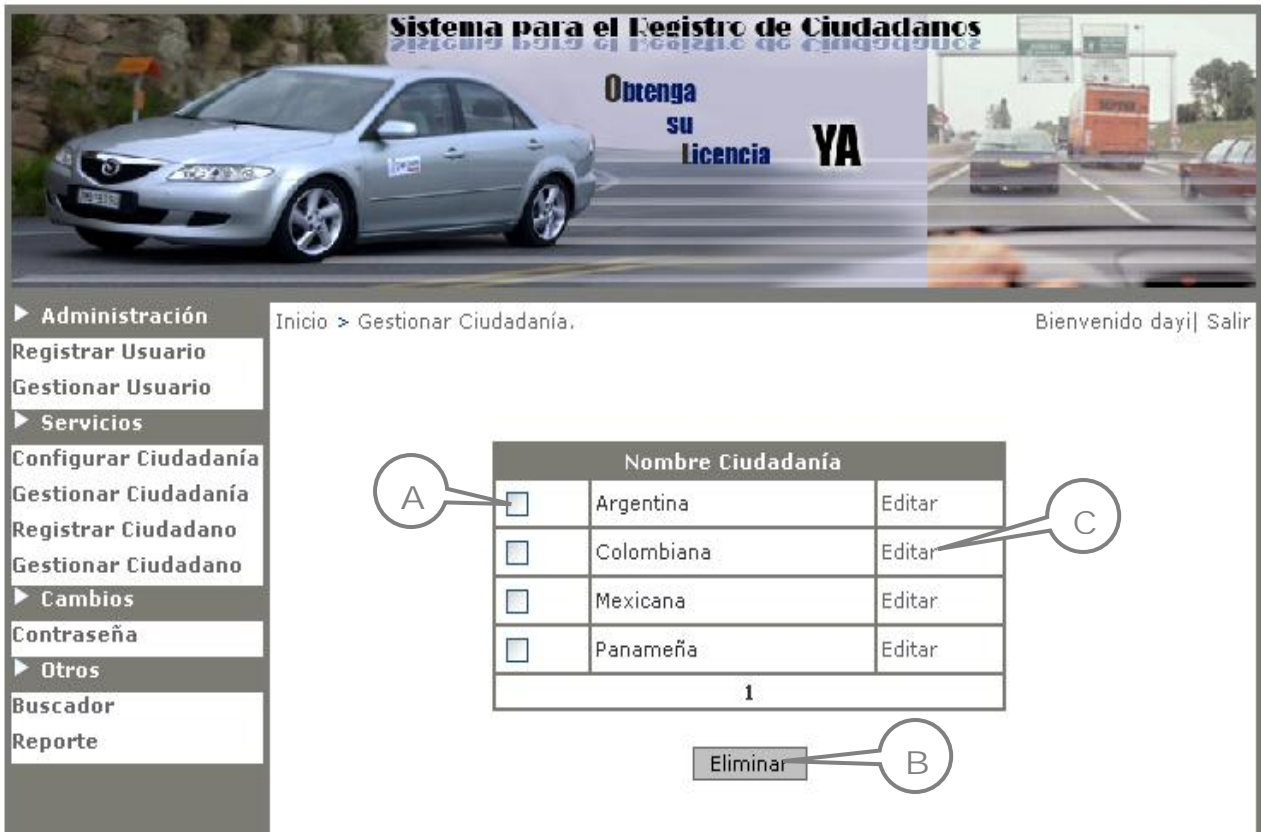 Sistema para el Registro de Ciudadanos
Obtenga
su
Licencia
YA
Administración
Registrar Usuario
Gestionar Usuario
Servicios
Configurar Ciudadanía
Gestionar Ciudadanía
Registrar Ciudadano
Gestionar Ciudadano
Cambios
Contraseña
Otros
Buscador
Reporte
Inicio > Gestionar Ciudadanía.
Bienvenido dayi| Salir
Nombre Ciudadanía
A
Argentina Editar
C
Colombiana Editar
Mexicana Editar
Panameña Editar
1
Eliminar
B